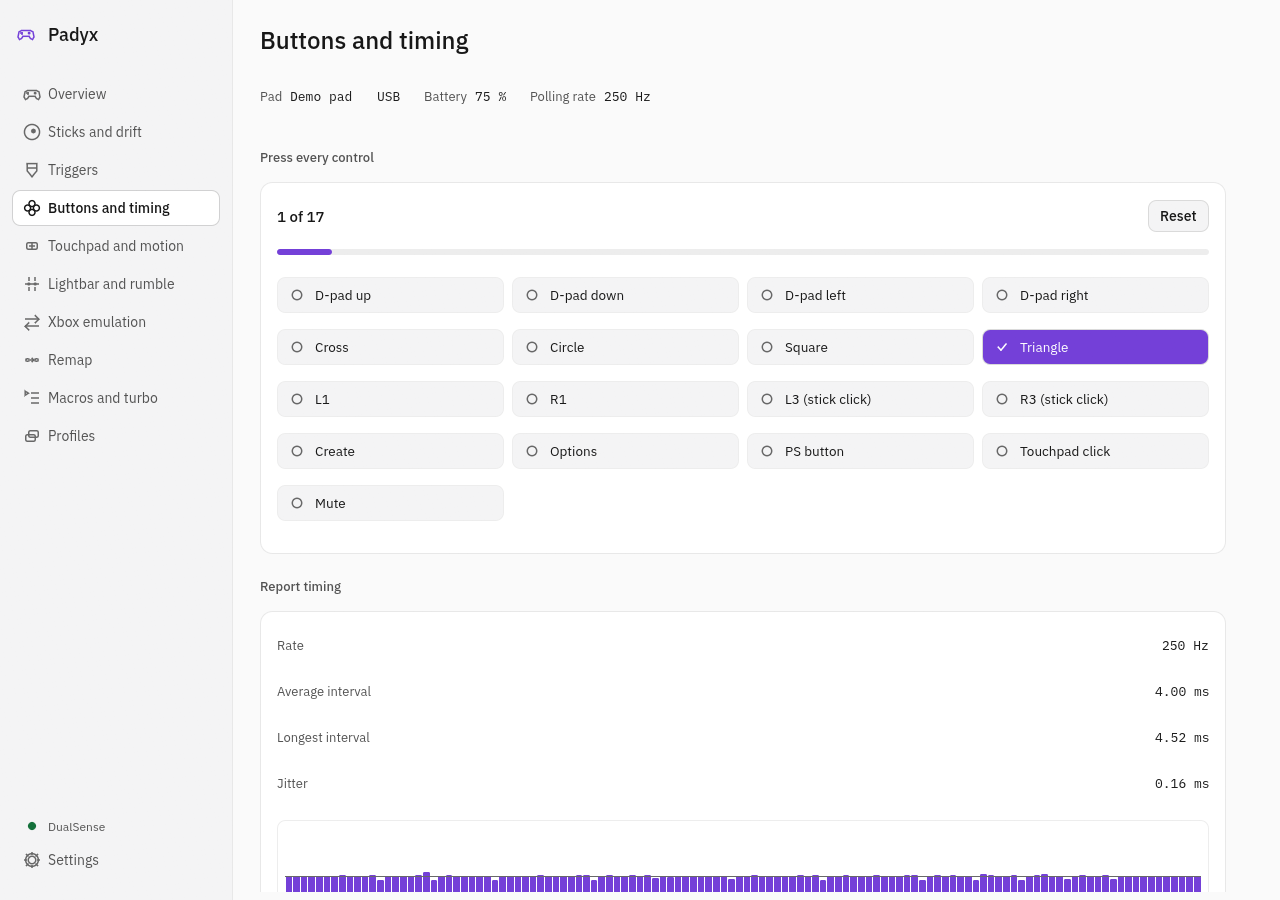 Padyx
Overview
Sticks and drift
Triggers
Buttons and timing
Touchpad and motion
Lightbar and rumble
Xbox emulation
Remap
Macros and turbo
Profiles
DualSense
Settings
Buttons and timing
Pad Demo pad USB Battery 75 % Polling rate 250 Hz
Press every control
1 of 17 Reset
D-pad up D-pad down D-pad left D-pad right
Cross Circle Square Triangle
L1 R1 L3 (stick click) R3 (stick click)
Create Options PS button Touchpad click
Mute
Report timing
Rate 250 Hz
Average interval 4.00 ms
Longest interval 4.52 ms
Jitter 0.16 ms